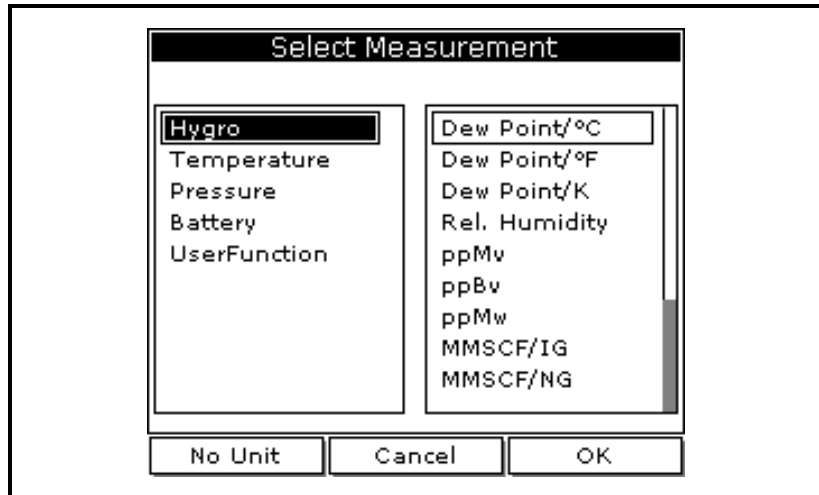 Select Measurement
Hygro
Temperature
Pressure
Battery
UserFunction
Dew Point/°C
Dew Point/°F
Dew Point/K
Rel. Humidity
ppMv
ppBv
ppMw
MMSCF/IG
MMSCF/NG
No Unit
Cancel
OK